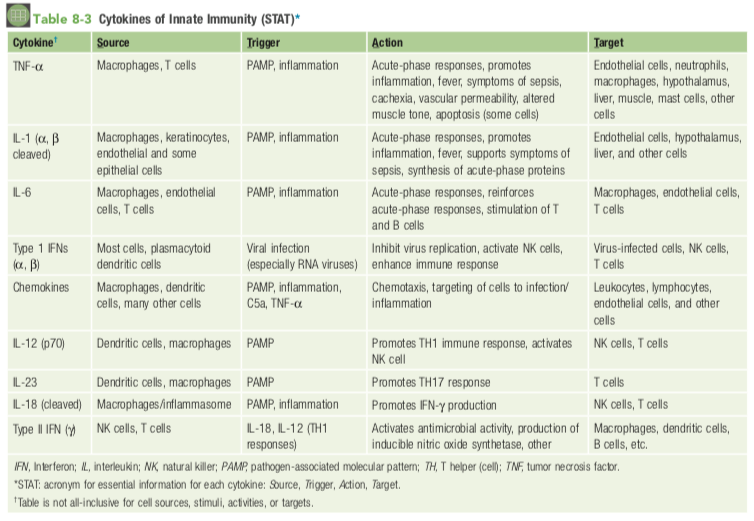 Table 8-3 Cytokines of Innate Immunity (STAT)*
Cytokine† Source Trigger Action Target
TNF-α Macrophages, T cells PAMP, inflammation Acute-phase responses, promotes Endothelial cells, neutrophils,
inflammation, fever, symptoms of sepsis, macrophages, hypothalamus,
cachexia, vascular permeability, altered liver, muscle, mast cells, other
muscle tone, apoptosis (some cells) cells
IL-1 (α, β Macrophages, keratinocytes, PAMP, inflammation Acute-phase responses, promotes Endothelial cells, hypothalamus,
cleaved) endothelial and some inflammation, fever, supports symptoms of liver, and other cells
epithelial cells sepsis, synthesis of acute-phase proteins
IL-6 Macrophages, endothelial PAMP, inflammation Acute-phase responses, reinforces Macrophages, endothelial cells,
cells, T cells acute-phase responses, stimulation of T T cells
and B cells
Type 1 IFNs Most cells, plasmacytoid Viral infection Inhibit virus replication, activate NK cells, Virus-infected cells, NK cells,
(α, β) dendritic cells (especially RNA viruses) enhance immune response T cells
Chemokines Macrophages, dendritic PAMP, inflammation, Chemotaxis, targeting of cells to infection/ Leukocytes, lymphocytes,
cells, many other cells C5a, TNF-α inflammation endothelial cells, and other
cells
IL-12 (p70) Dendritic cells, macrophages PAMP Promotes TH1 immune response, activates NK cells, T cells
NK cell
IL-23 Dendritic cells, macrophages PAMP Promotes TH17 response T cells
IL-18 (cleaved) Macrophages/inflammasome PAMP, inflammation Promotes IFN-γ production NK cells, T cells
Type II IFN (γ) NK cells, T cells IL-18, IL-12 (TH1 Activates antimicrobial activity, production of Macrophages, dendritic cells,
responses) inducible nitric oxide synthetase, other B cells, etc.
IFN, Interferon; IL, interleukin; NK, natural killer; PAMP, pathogen-associated molecular pattern; TH, T helper (cell); TNF, tumor necrosis factor.
*STAT: acronym for essential information for each cytokine: Source, Trigger, Action, Target.
†Table is not all-inclusive for cell sources, stimuli, activities, or targets.